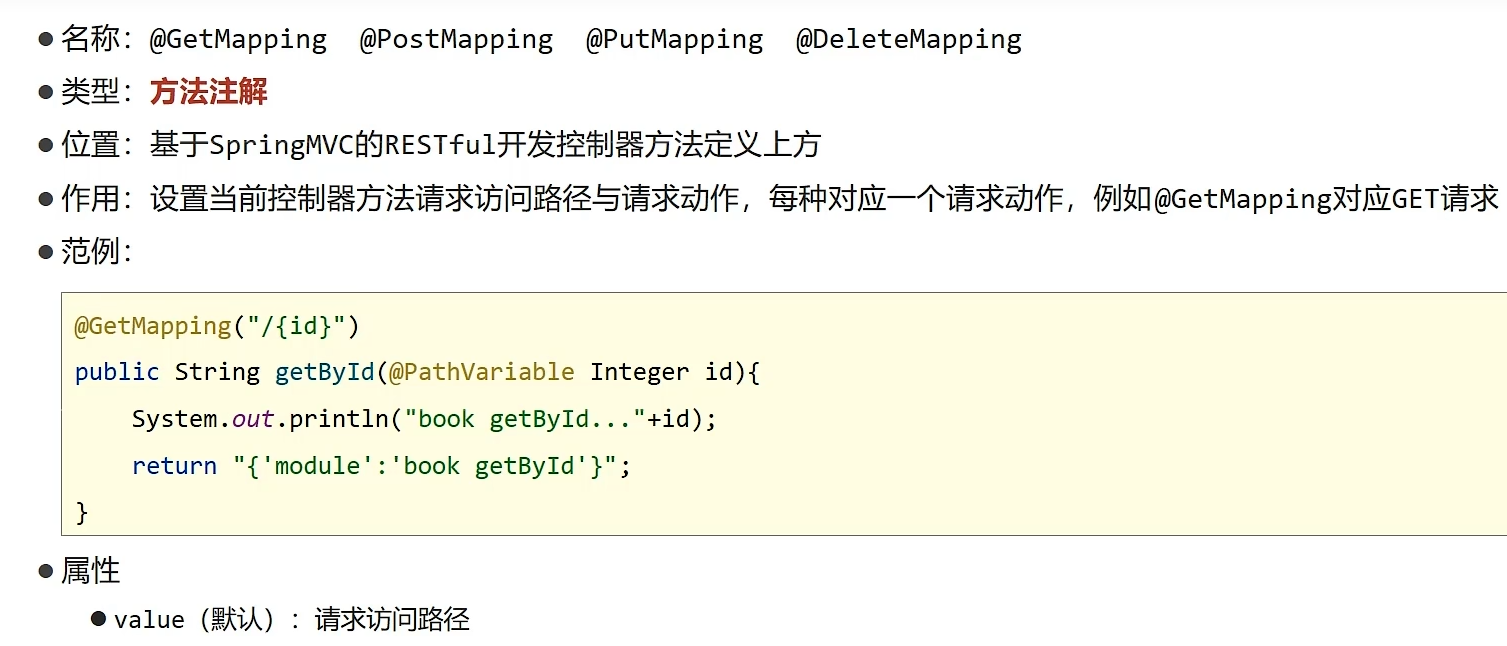 ● 名称：@GetMapping @PostMapping @PutMapping @DeleteMapping
● 类型：方法注解
● 位置：基于SpringMVC的RESTful开发控制器方法定义上方
● 作用：设置当前控制器方法请求访问路径与请求动作，每种对应一个请求动作，例如@GetMapping对应GET请求
● 范例：
@GetMapping("/{id}")
public String getById(@PathVariable Integer id){
    System.out.println("book getById..."+id);
    return "{'module':'book getById'}";
}
● 属性
● value（默认）：请求访问路径